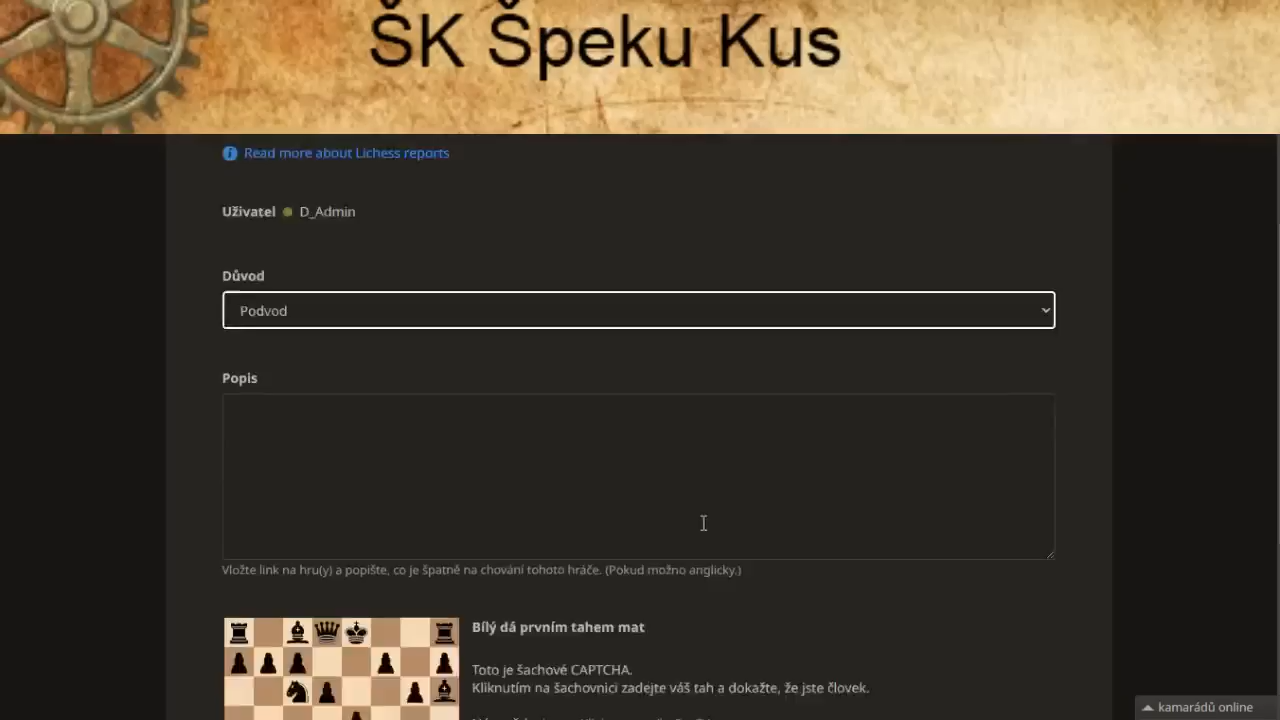 ŠK Špeku Kus
Read more about Lichess reports
Uživatel D_Admin
Důvod
Podvod
Popis
Vložte link na hru(y) a popište, co je špatně na chování tohoto hráče. (Pokud možno anglicky.)
Bílý dá prvním tahem mat
Toto je šachové CAPTCHA.
Kliknutím na šachovnici zadejte váš tah a dokažte, že jste človek.
kamarádů online